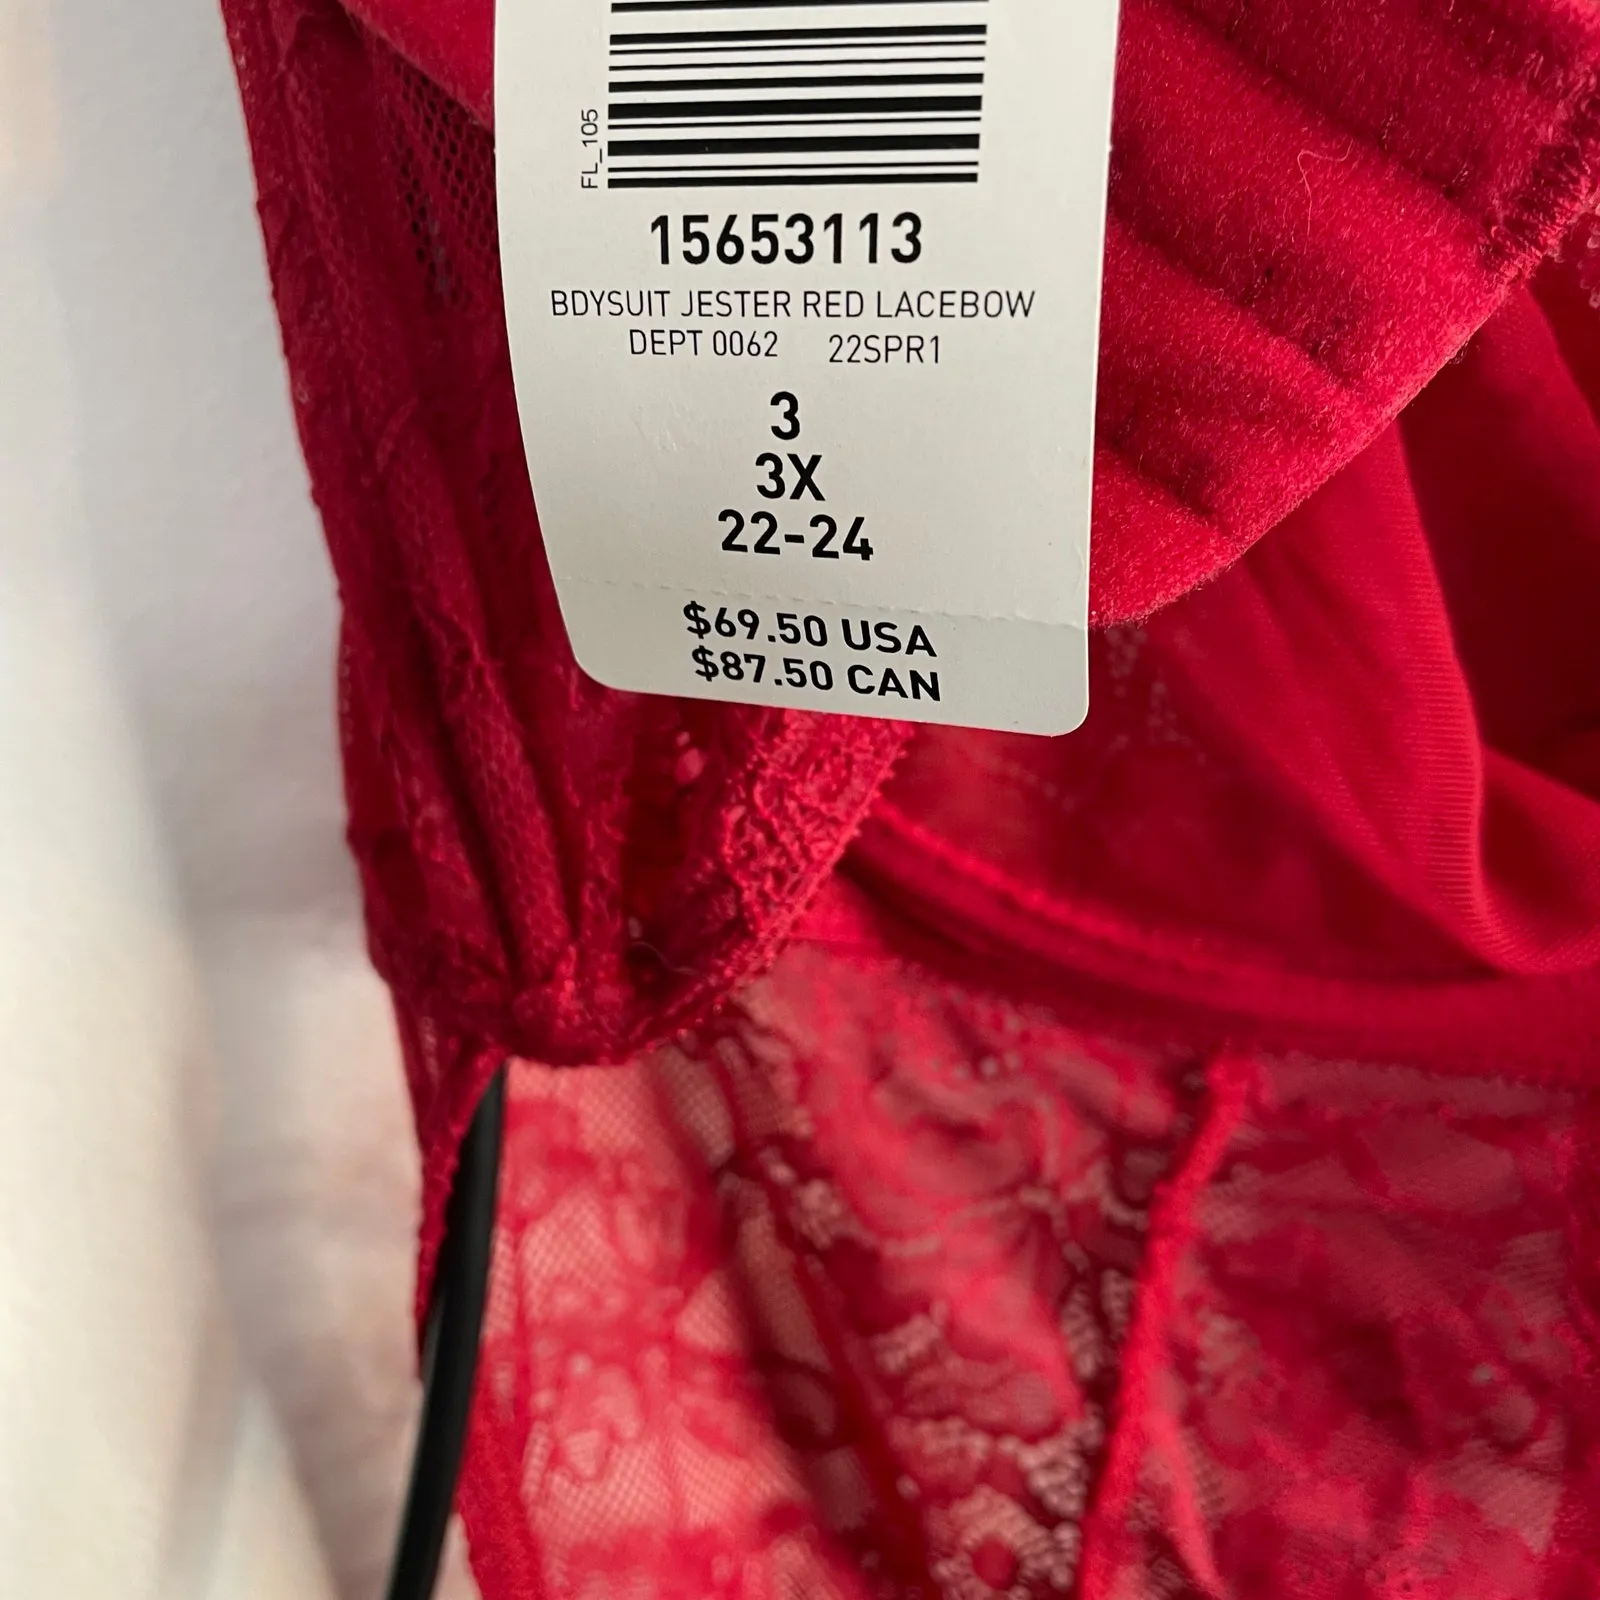 FL_105
15653113
BDYSUIT JESTER RED LACEBOW
DEPT 0062 22SPR1
3
3X
22-24
$69.50 USA
$87.50 CAN